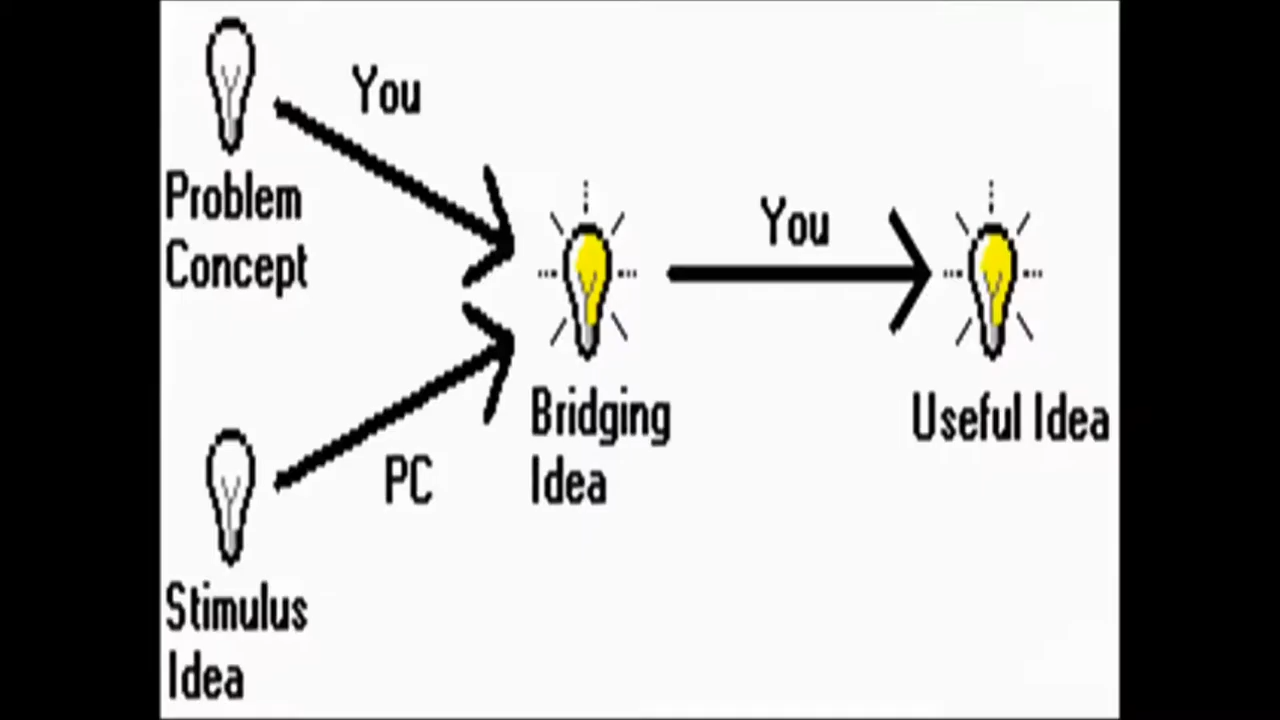 You
Problem
Concept
You
Bridging
Idea
Useful Idea
PC
Stimulus
Idea